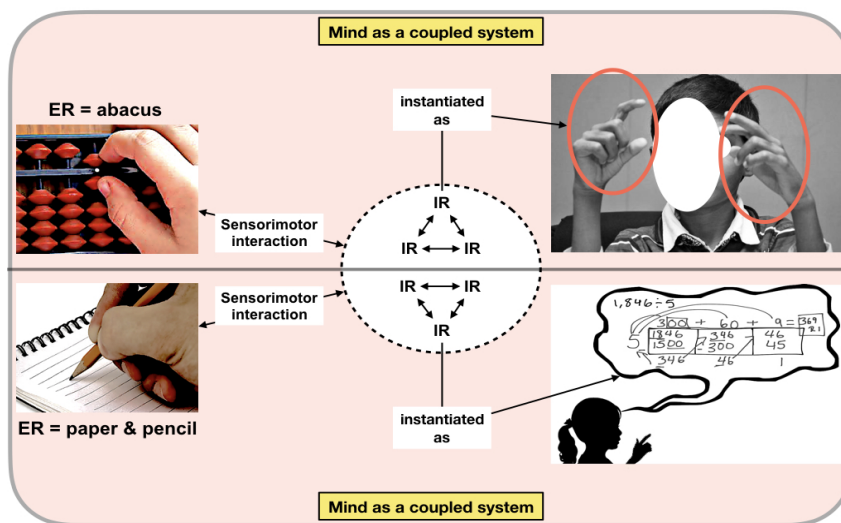 Mind as a coupled system
ER = abacus
instantiated
as
Sensorimotor
interaction
IR
IR IR
IR IR
IR
Sensorimotor
interaction
ER = paper & pencil
instantiated
as
1,846÷5
300 + 60 + 9 = 369
R1
5 1846 346 46
1500 -300 45
346 46 1
Mind as a coupled system